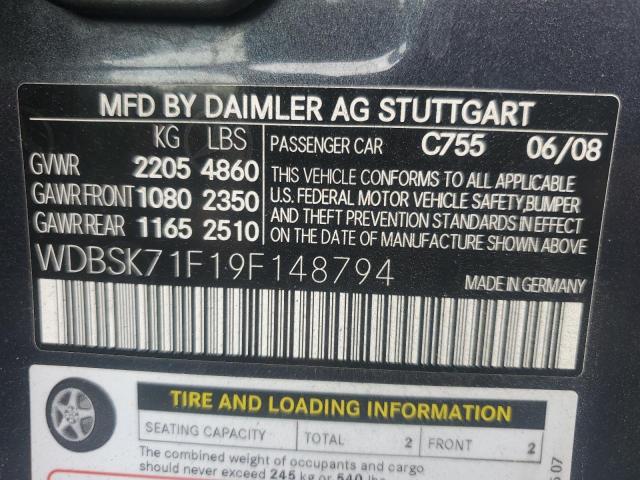 MFD BY DAIMLER AG STUTTGART
KG LBS
GVWR 2205 4860
GAWR FRONT 1080 2350
GAWR REAR 1165 2510
PASSENGER CAR C755 06/08
THIS VEHICLE CONFORMS TO ALL APPLICABLE
U.S. FEDERAL MOTOR VEHICLE SAFETY, BUMPER
AND THEFT PREVENTION STANDARDS IN EFFECT
ON THE DATE OF MANUFACTURE SHOWN ABOVE.
WDBSK71F19F148794
MADE IN GERMANY
TIRE AND LOADING INFORMATION
SEATING CAPACITY TOTAL 2 FRONT 2
The combined weight of occupants and cargo
should never exceed 245 kg or 540 lbs
07